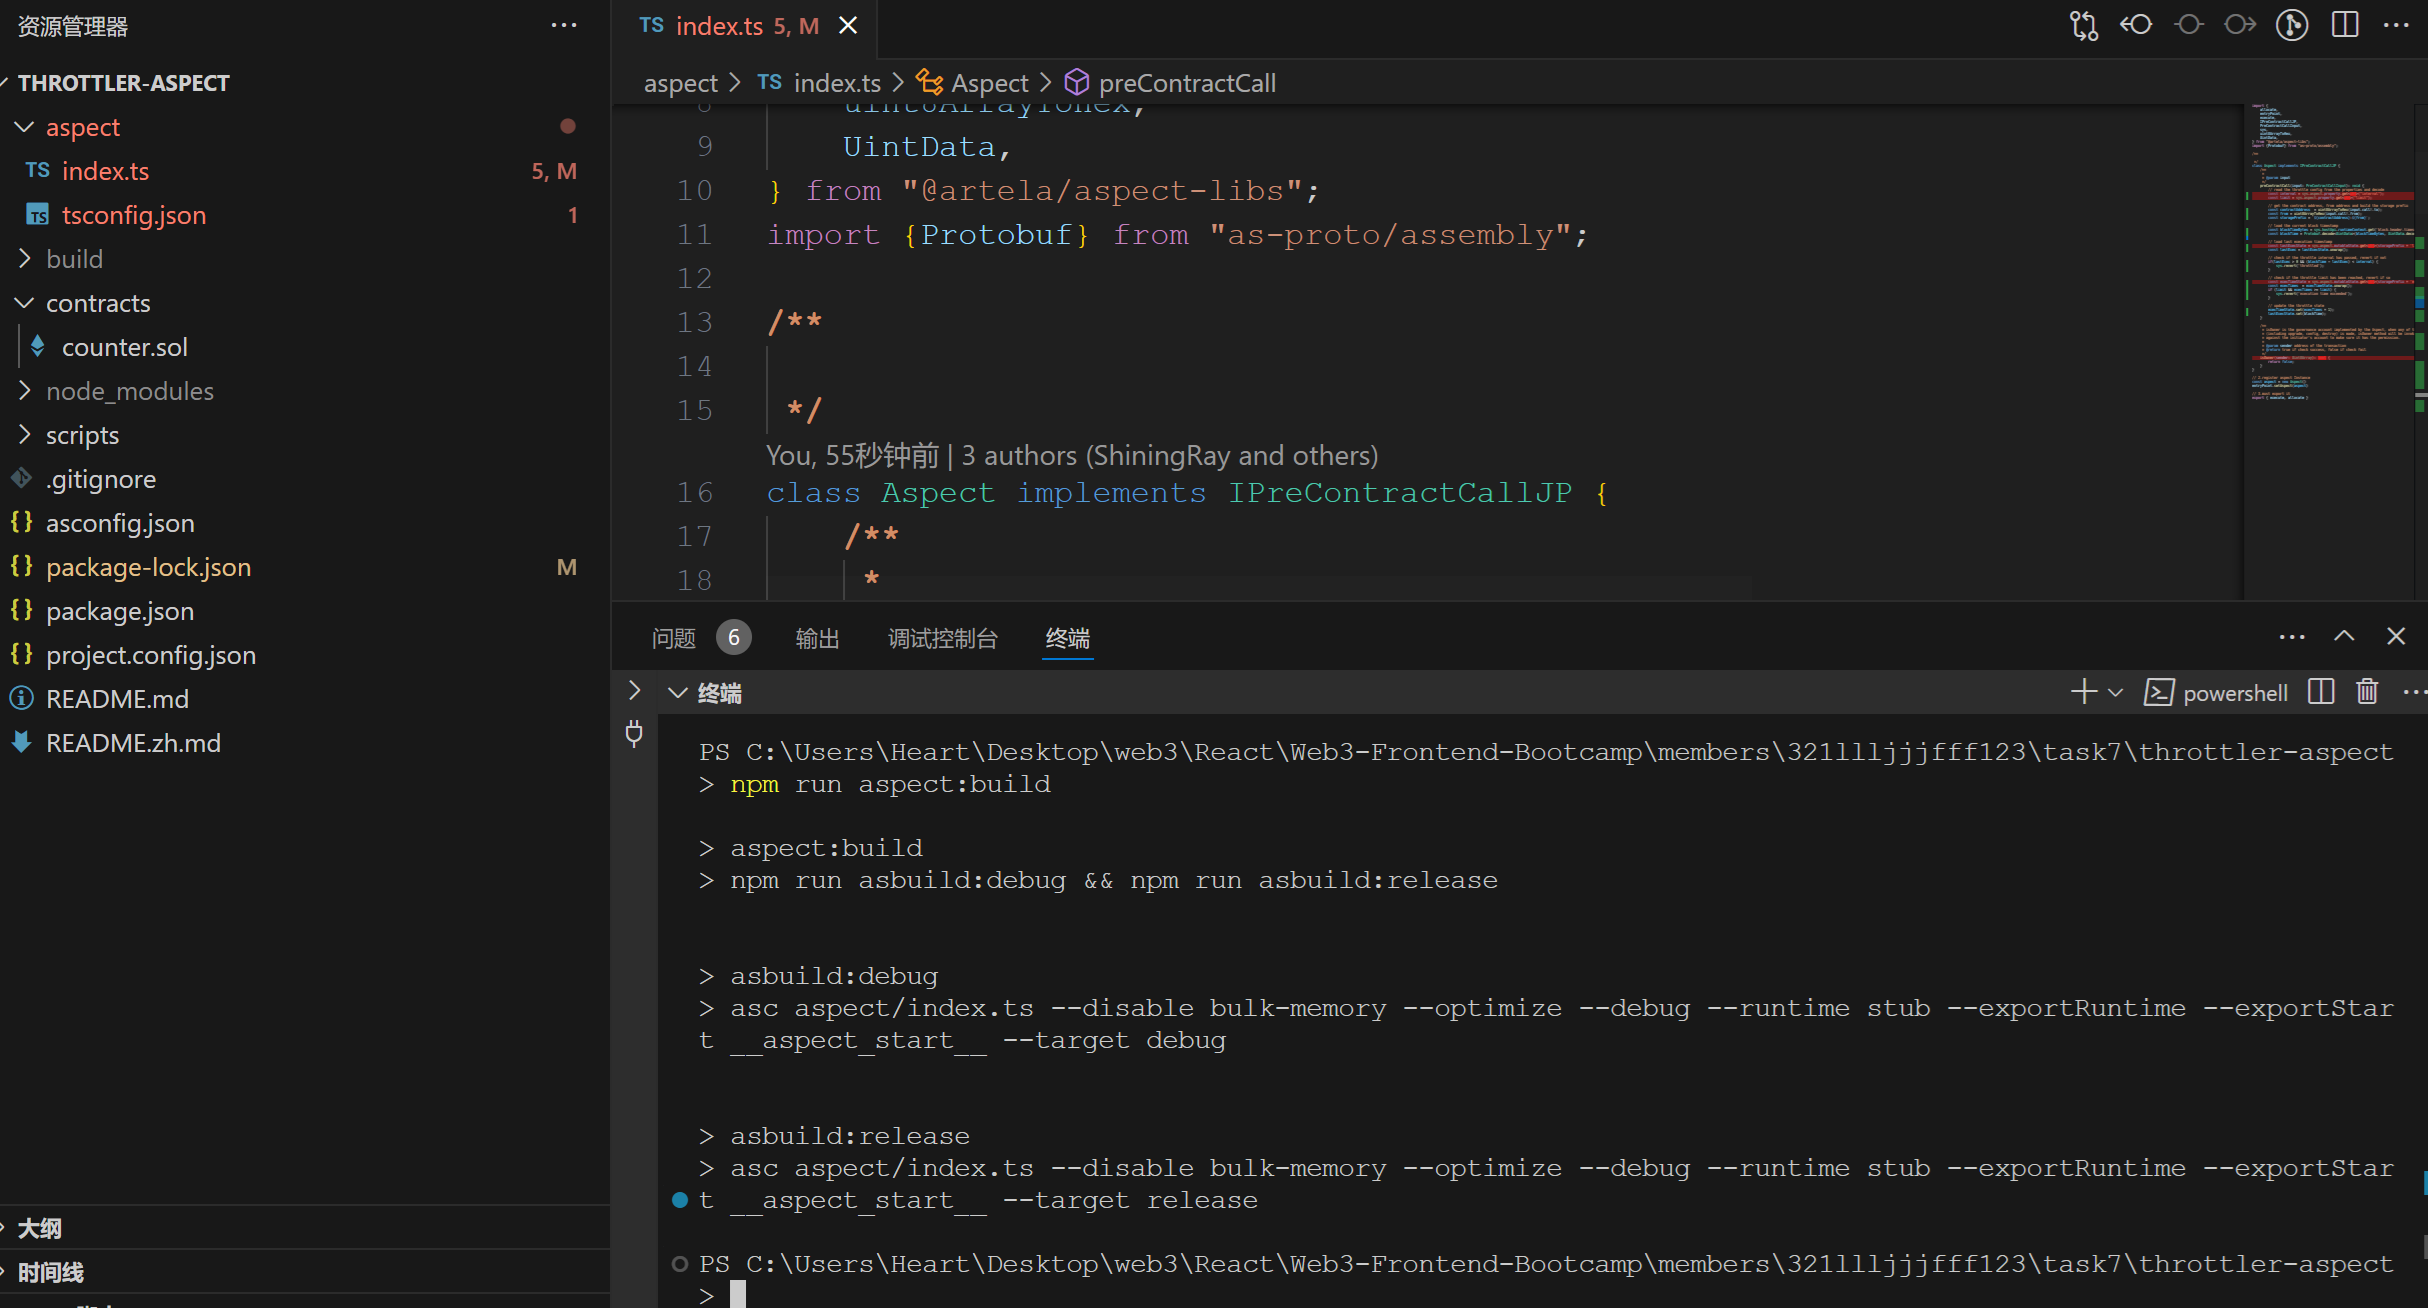 资源管理器
THROTTLER-ASPECT
aspect
TS index.ts 5, M
TS tsconfig.json 1
build
contracts
counter.sol
node_modules
scripts
.gitignore
{} asconfig.json
{} package-lock.json M
{} package.json
{} project.config.json
README.md
README.zh.md
大纲
时间线
TS index.ts 5, M
aspect > TS index.ts > Aspect > preContractCall
8 uint8ArrayToHex,
9 UintData,
10 } from "@artela/aspect-libs";
11 import {Protobuf} from "as-proto/assembly";
12
13 /**
14
15 */
You, 55秒钟前 | 3 authors (ShiningRay and others)
16 class Aspect implements IPreContractCallJP {
17 /**
18 *
问题 6 输出 调试控制台 终端
终端
powershell
PS C:\Users\Heart\Desktop\web3\React\Web3-Frontend-Bootcamp\members\321lllljjjfff123\task7\throttler-aspect
> npm run aspect:build
> aspect:build
> npm run asbuild:debug && npm run asbuild:release
> asbuild:debug
> asc aspect/index.ts --disable bulk-memory --optimize --debug --runtime stub --exportRuntime --exportStar
t __aspect_start__ --target debug
> asbuild:release
> asc aspect/index.ts --disable bulk-memory --optimize --debug --runtime stub --exportRuntime --exportStar
t __aspect_start__ --target release
PS C:\Users\Heart\Desktop\web3\React\Web3-Frontend-Bootcamp\members\321lllljjjfff123\task7\throttler-aspect
>